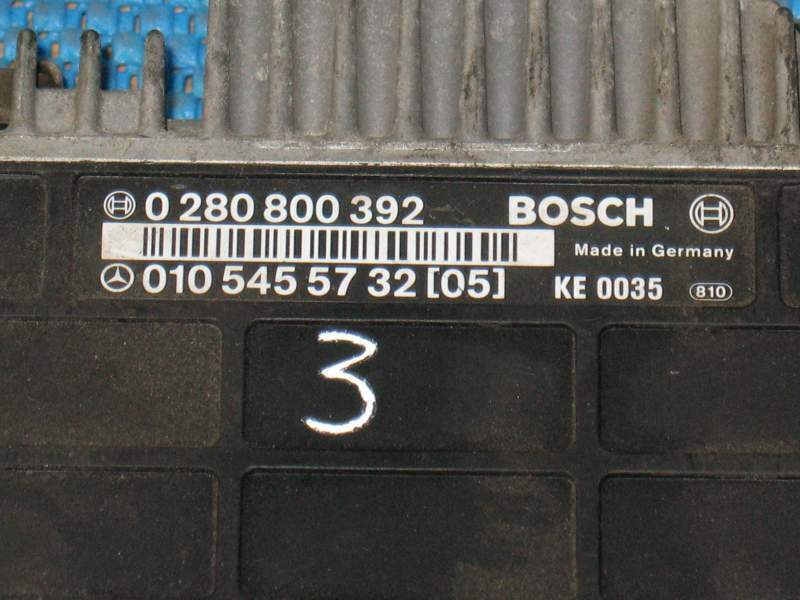 0 280 800 392 BOSCH
Made in Germany
010 545 57 32 [05] KE 0035 810
3